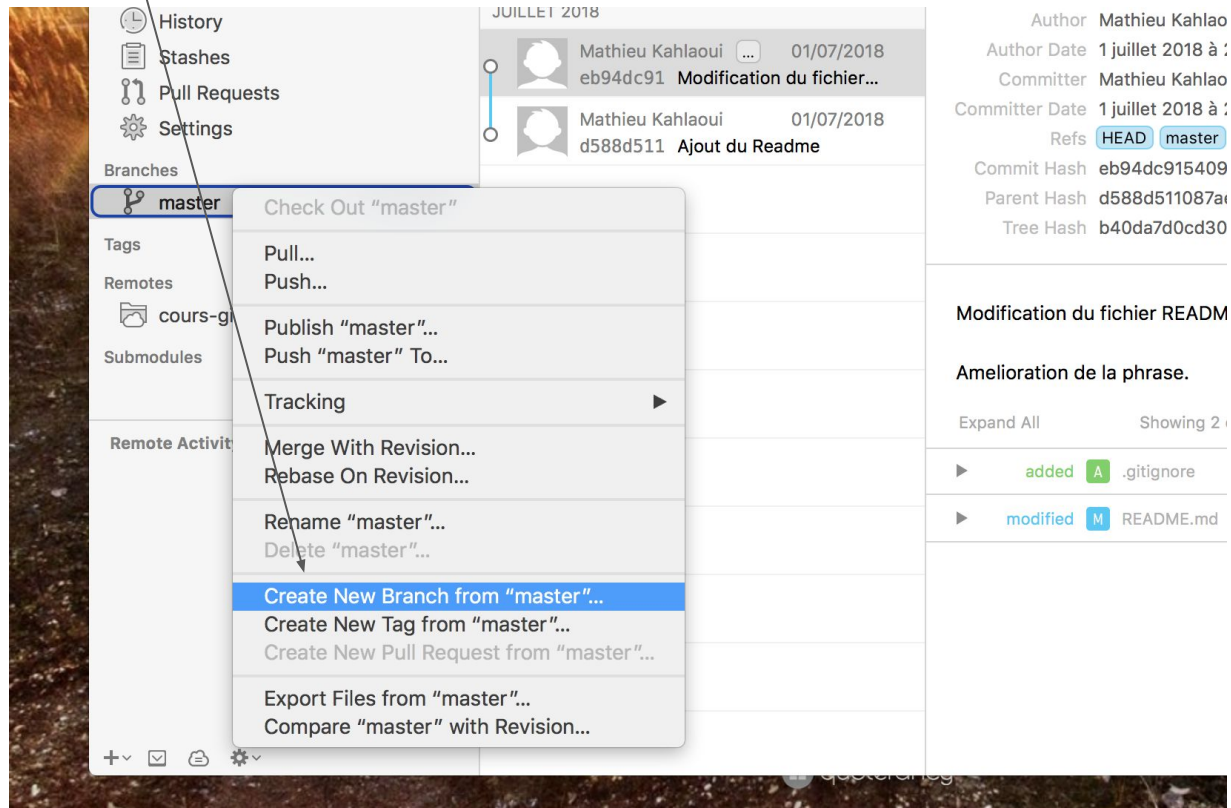 History
Stashes
Pull Requests
Settings
Branches
master
Tags
Remotes
Submodules
Remote
JUILLET 2018
Mathieu Kahlaoui ... 01/07/2018
eb94dc91 Modification du fichier...
Mathieu Kahlaoui 01/07/2018
d588d511 Ajout du Readme
Check Out “master”
Pull...
Push...
Publish “master”...
Push “master” To...
Tracking
Merge With Revision...
Rebase On Revision...
Rename “master”...
Delete “master”...
Create New Branch from “master”...
Create New Tag from “master”...
Create New Pull Request from “master”...
Export Files from “master”...
Compare “master” with Revision...
Author Mathieu
Author Date 1 juillet 2018 à
Committer Mathieu
Committer Date 1 juillet 2018 à
Refs HEAD master
Commit Hash eb94dc915409
Parent Hash d588d511087a
Tree Hash b40da7d0cd30
Modification du fichier
Amelioration de la phrase.
Expand All Showing 2
added A .gitignore
modified M README.md